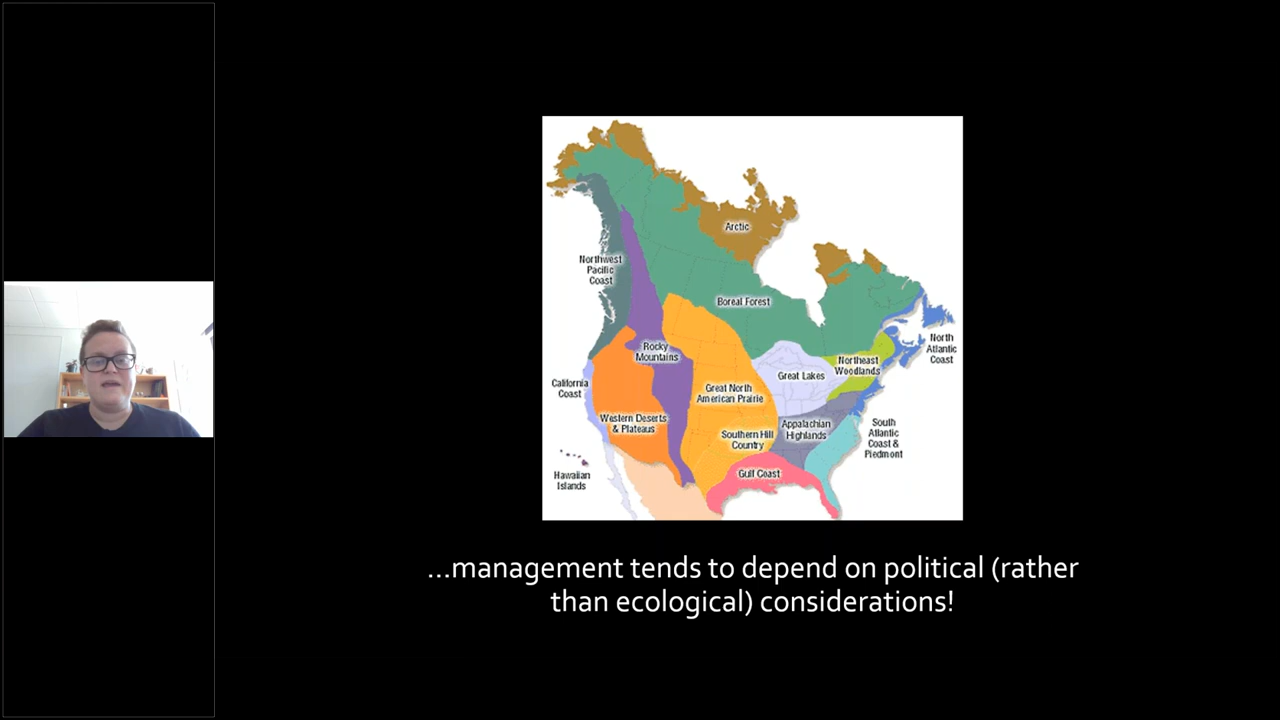 Arctic
Northwest
Pacific
Coast
Boreal Forest
Rocky
Mountains
North
Atlantic
Coast
Northeast
Woodlands
Great Lakes
California
Coast
Great North
American Prairie
Western Deserts
& Plateaus
Southern Hill
Country
Appalachian
Highlands
South
Atlantic
Coast &
Piedmont
Gulf Coast
Hawaiian
Islands
...management tends to depend on political (rather
than ecological) considerations!